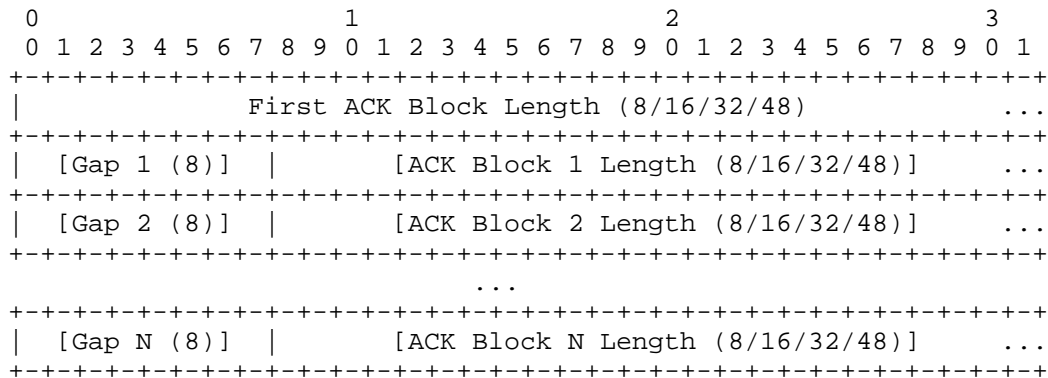 0                   1                   2                   3
 0 1 2 3 4 5 6 7 8 9 0 1 2 3 4 5 6 7 8 9 0 1 2 3 4 5 6 7 8 9 0 1
+-+-+-+-+-+-+-+-+-+-+-+-+-+-+-+-+-+-+-+-+-+-+-+-+-+-+-+-+-+-+-+-+
|              First ACK Block Length (8/16/32/48)            ...
+-+-+-+-+-+-+-+-+-+-+-+-+-+-+-+-+-+-+-+-+-+-+-+-+-+-+-+-+-+-+-+-+
|  [Gap 1 (8)]  |       [ACK Block 1 Length (8/16/32/48)]     ...
+-+-+-+-+-+-+-+-+-+-+-+-+-+-+-+-+-+-+-+-+-+-+-+-+-+-+-+-+-+-+-+-+
|  [Gap 2 (8)]  |       [ACK Block 2 Length (8/16/32/48)]     ...
+-+-+-+-+-+-+-+-+-+-+-+-+-+-+-+-+-+-+-+-+-+-+-+-+-+-+-+-+-+-+-+-+
                             ...
+-+-+-+-+-+-+-+-+-+-+-+-+-+-+-+-+-+-+-+-+-+-+-+-+-+-+-+-+-+-+-+-+
|  [Gap N (8)]  |       [ACK Block N Length (8/16/32/48)]     ...
+-+-+-+-+-+-+-+-+-+-+-+-+-+-+-+-+-+-+-+-+-+-+-+-+-+-+-+-+-+-+-+-+